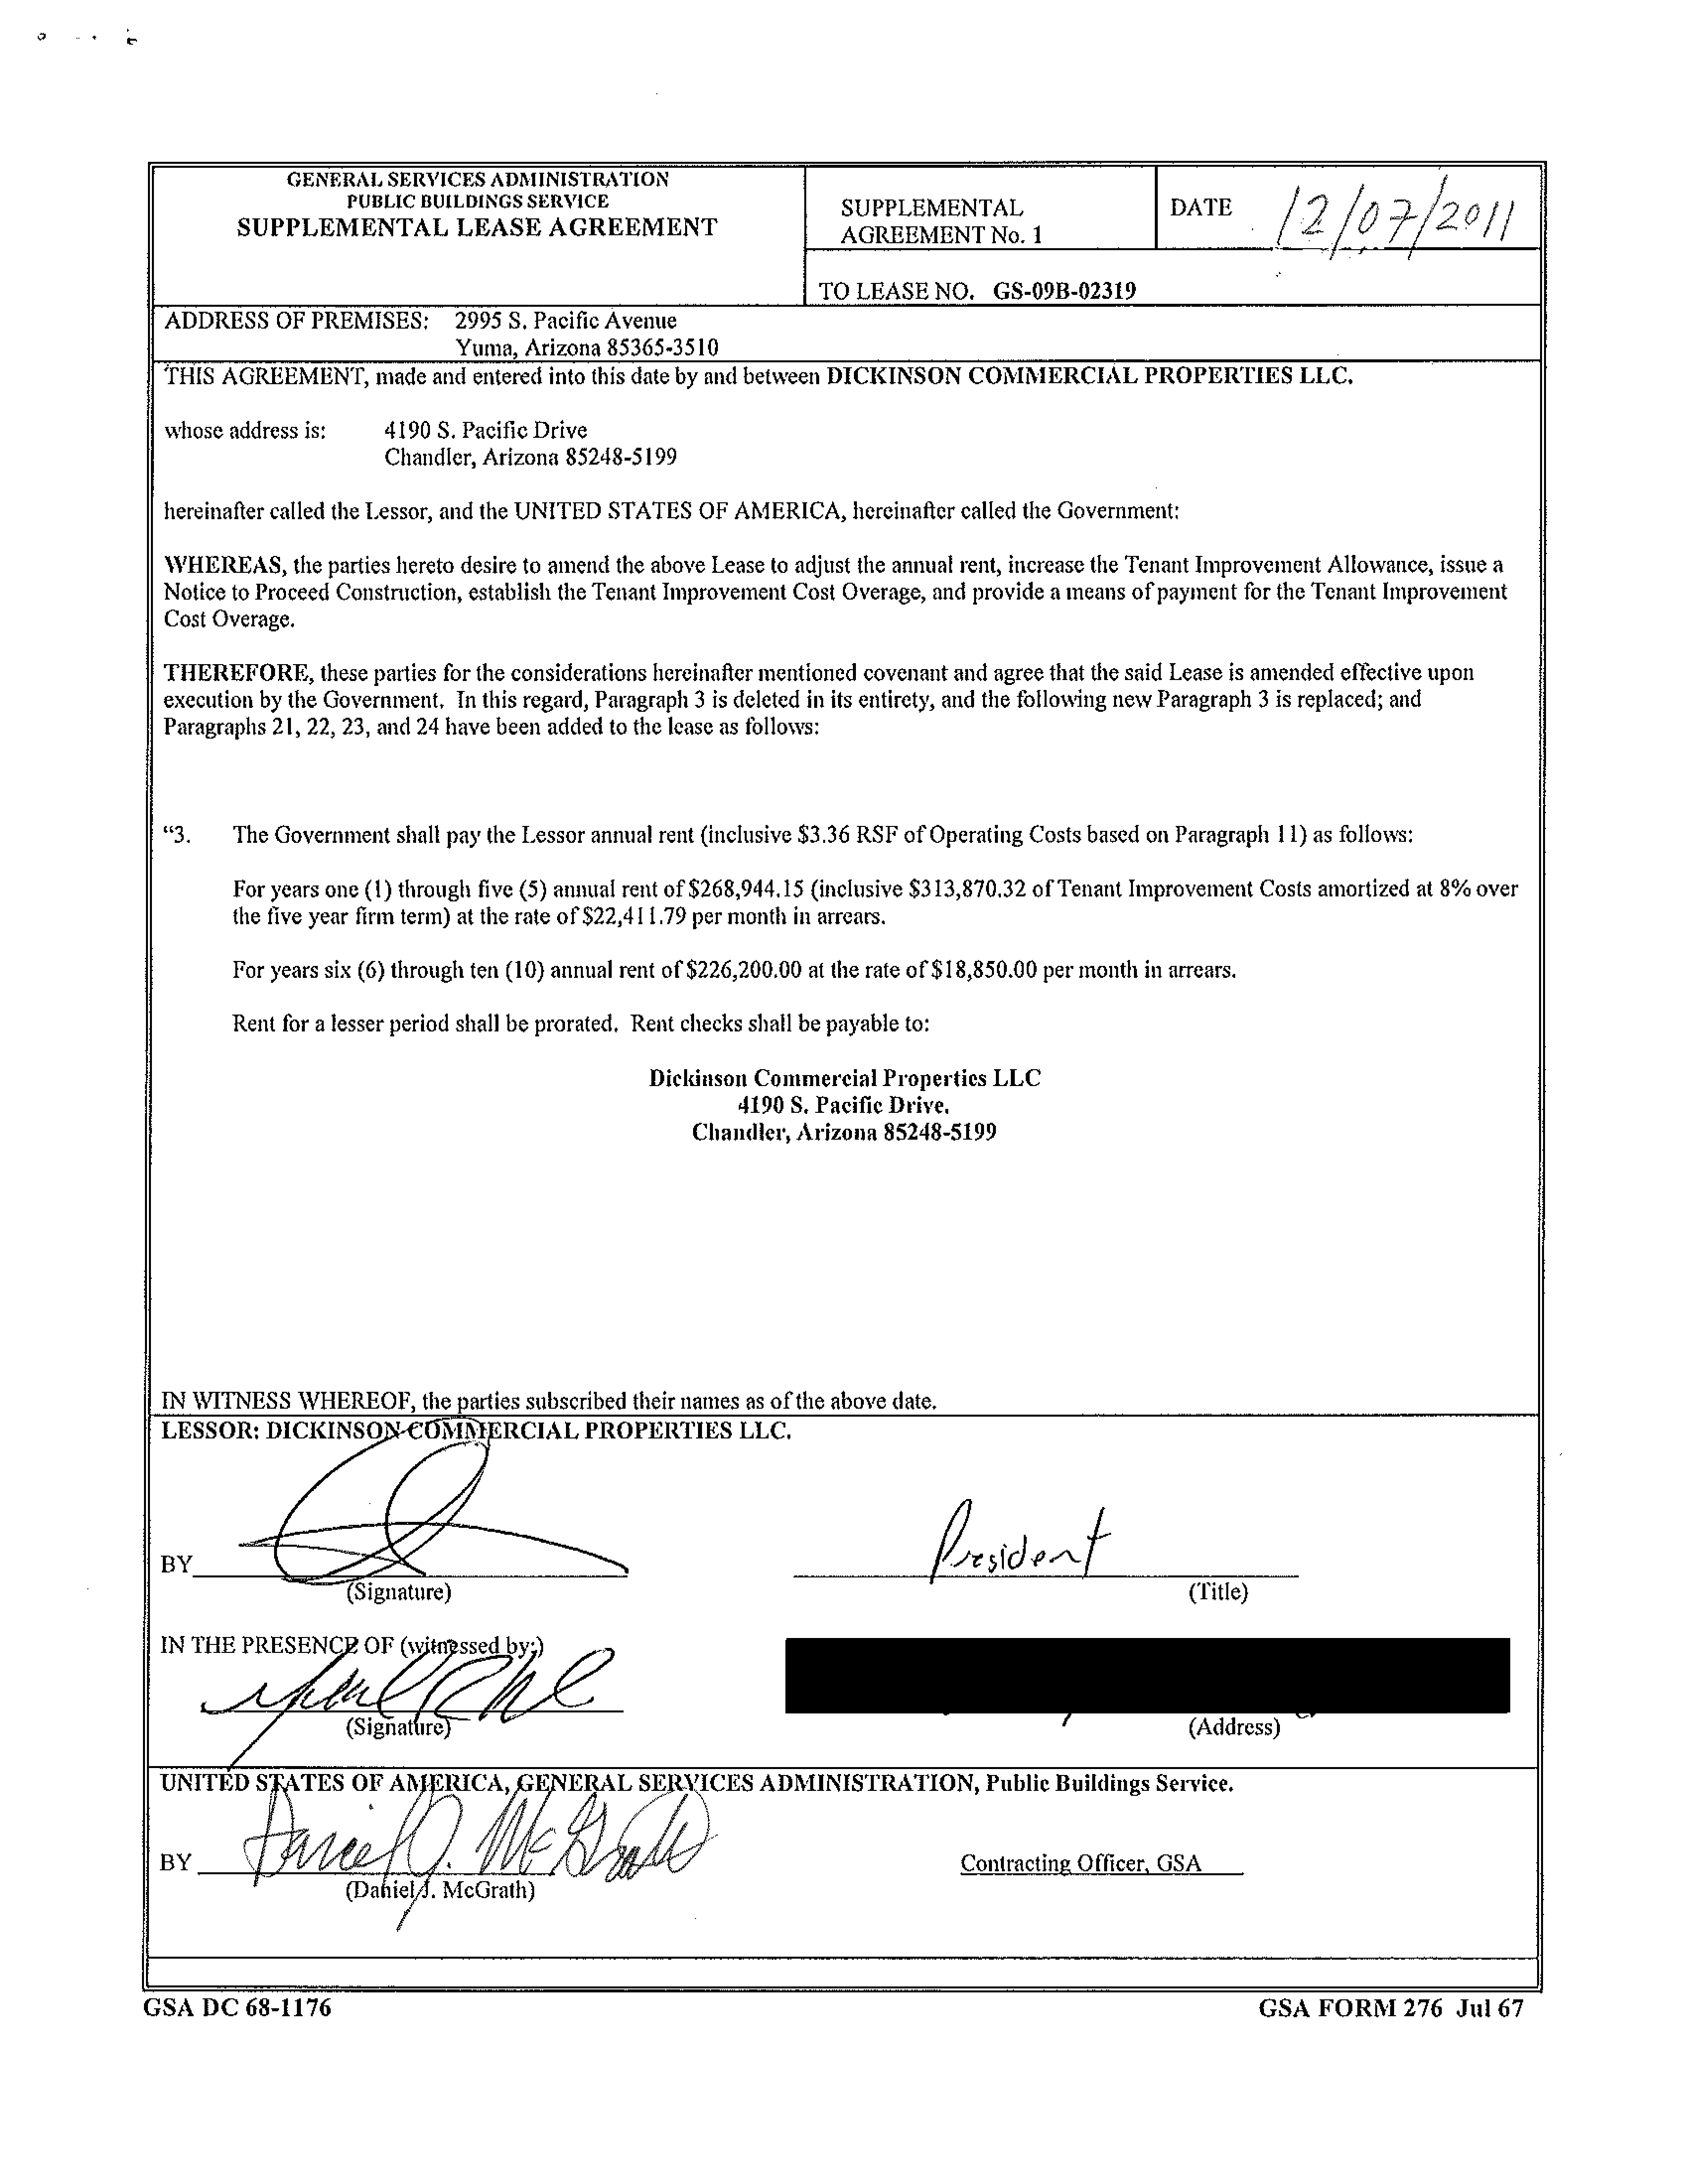 GENERAL SERVICES ADMINISTRATION
PUBLIC BUILDINGS SERVICE
SUPPLEMENTAL LEASE AGREEMENT
SUPPLEMENTAL
AGREEMENT No. 1
DATE 12/07/2011
TO LEASE NO. GS-09B-02319
ADDRESS OF PREMISES: 2995 S. Pacific Avenue
Yuma, Arizona 85365-3510
THIS AGREEMENT, made and entered into this date by and between DICKINSON COMMERCIAL PROPERTIES LLC.
whose address is: 4190 S. Pacific Drive
Chandler, Arizona 85248-5199
hereinafter called the Lessor, and the UNITED STATES OF AMERICA, hereinafter called the Government:
WHEREAS, the parties hereto desire to amend the above Lease to adjust the annual rent, increase the Tenant Improvement Allowance, issue a
Notice to Proceed Construction, establish the Tenant Improvement Cost Overage, and provide a means of payment for the Tenant Improvement
Cost Overage.
THEREFORE, these parties for the considerations hereinafter mentioned covenant and agree that the said Lease is amended effective upon
execution by the Government. In this regard, Paragraph 3 is deleted in its entirety, and the following new Paragraph 3 is replaced; and
Paragraphs 21, 22, 23, and 24 have been added to the lease as follows:
“3. The Government shall pay the Lessor annual rent (inclusive $3.36 RSF of Operating Costs based on Paragraph 11) as follows:
For years one (1) through five (5) annual rent of $268,944.15 (inclusive $313,870.32 of Tenant Improvement Costs amortized at 8% over
the five year firm term) at the rate of $22,411.79 per month in arrears.
For years six (6) through ten (10) annual rent of $226,200.00 at the rate of $18,850.00 per month in arrears.
Rent for a lesser period shall be prorated. Rent checks shall be payable to:
Dickinson Commercial Properties LLC
4190 S. Pacific Drive.
Chandler, Arizona 85248-5199
IN WITNESS WHEREOF, the parties subscribed their names as of the above date.
LESSOR: DICKINSON COMMERCIAL PROPERTIES LLC.
BY President
(Signature) (Title)
IN THE PRESENCE OF (witnessed by:)
(Signature) (Address)
UNITED STATES OF AMERICA, GENERAL SERVICES ADMINISTRATION, Public Buildings Service.
BY Daniel J. McGrath Contracting Officer, GSA
(Daniel J. McGrath)
GSA DC 68-1176 GSA FORM 276 Jul 67